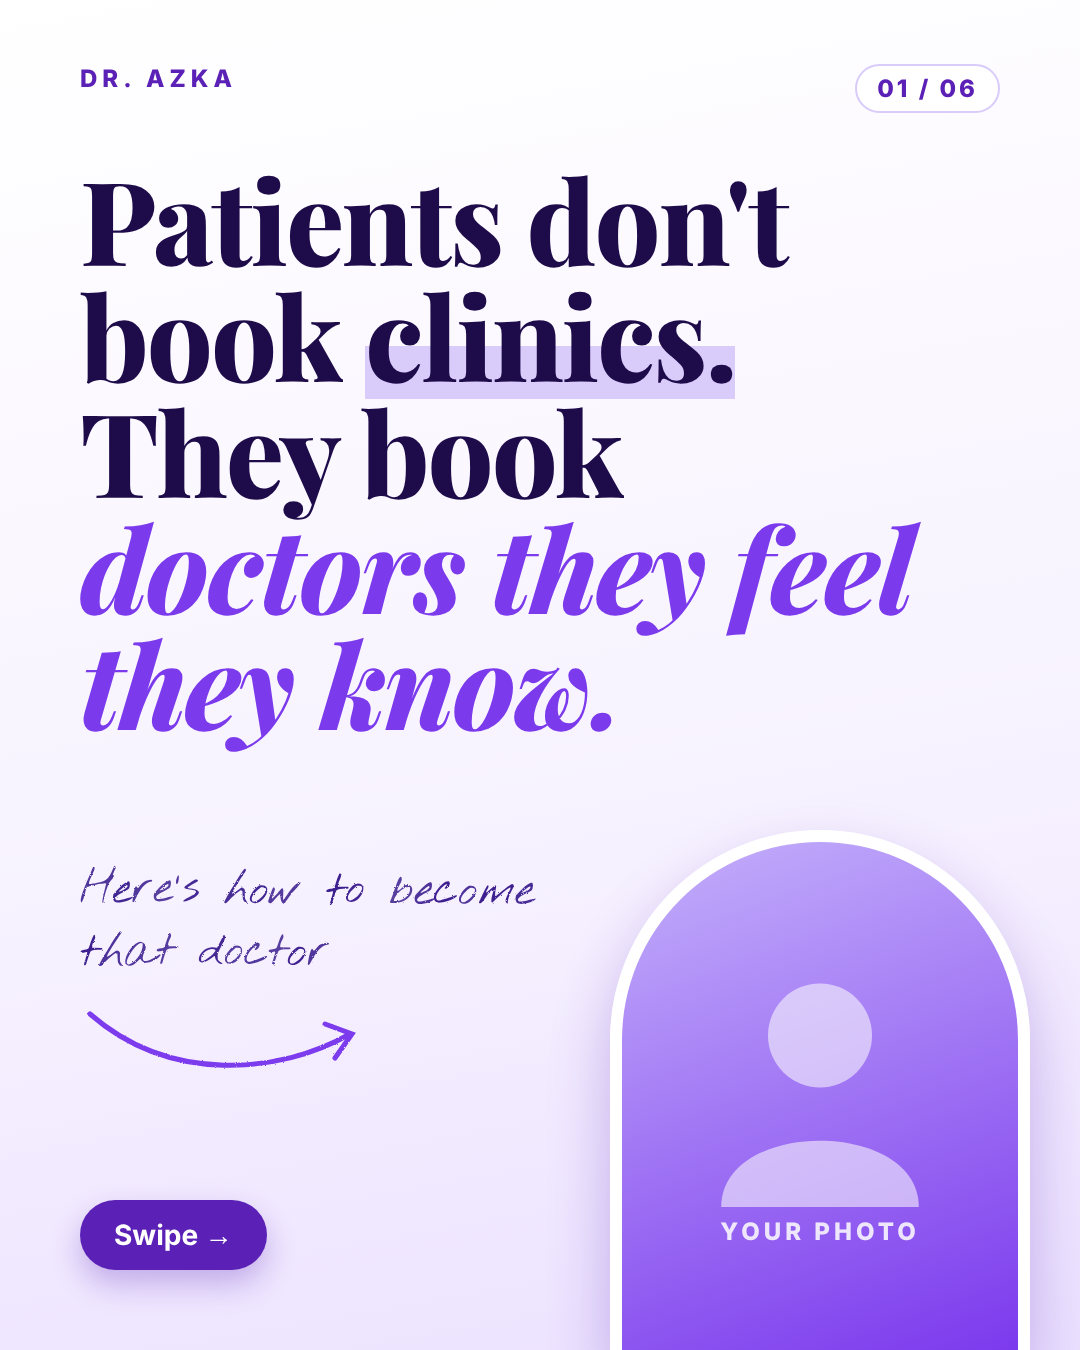 DR. AZKA
01 / 06
Patients don't
book clinics.
They book
doctors they feel
they know.
Here's how to become
that doctor
Swipe →
YOUR PHOTO